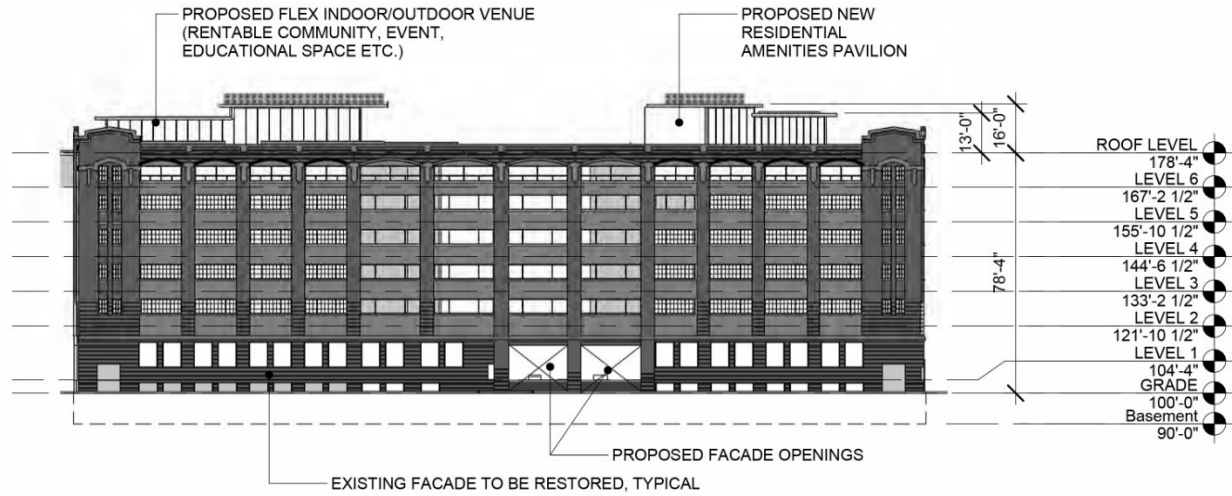 PROPOSED FLEX INDOOR/OUTDOOR VENUE
(RENTABLE COMMUNITY, EVENT,
EDUCATIONAL SPACE ETC.)
PROPOSED NEW
RESIDENTIAL
AMENITIES PAVILION
13'-0"
16'-0"
78'-4"
ROOF LEVEL
178'-4"
LEVEL 6
167'-2 1/2"
LEVEL 5
155'-10 1/2"
LEVEL 4
144'-6 1/2"
LEVEL 3
133'-2 1/2"
LEVEL 2
121'-10 1/2"
LEVEL 1
104'-4"
GRADE
100'-0"
Basement
90'-0"
PROPOSED FACADE OPENINGS
EXISTING FACADE TO BE RESTORED, TYPICAL